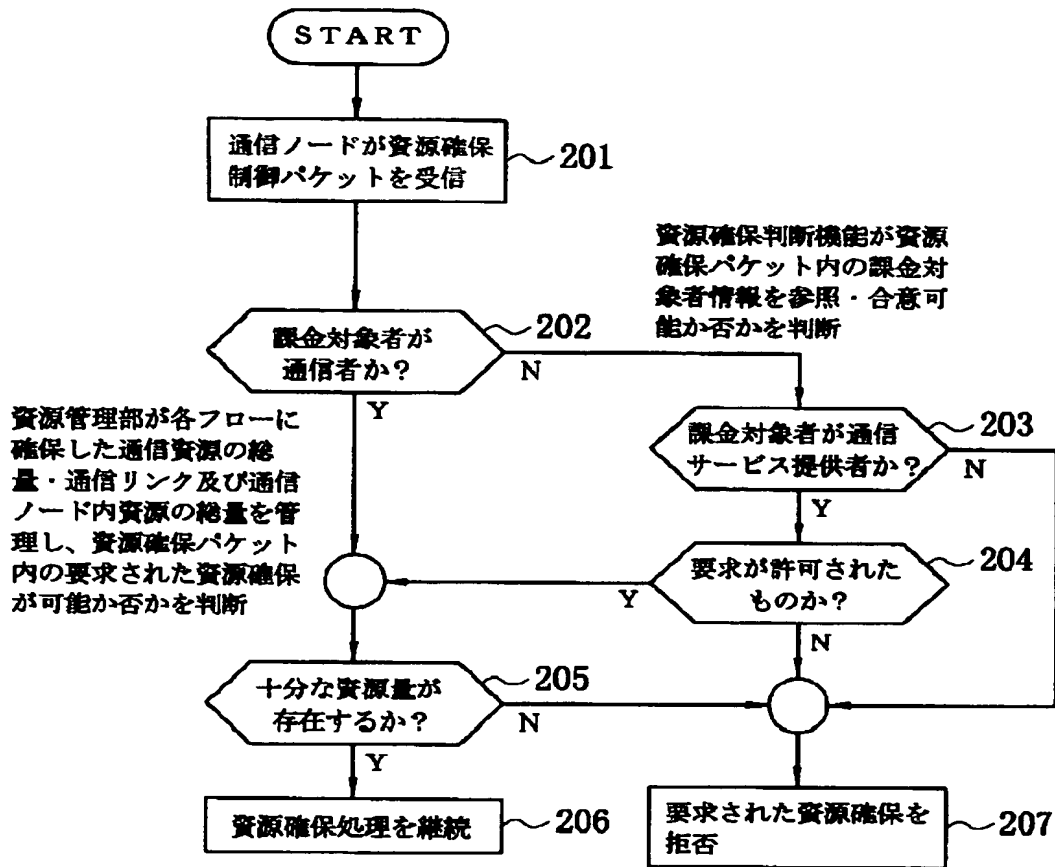 START
通信ノードが資源確保
制御パケットを受信
201
資源確保判断機能が資源
確保パケット内の課金対
象者情報を参照・合意可
能か否かを判断
課金対象者が
通信者か？
202
N
Y
資源管理部が各フローに
確保した通信資源の総
量・通信リンク及び通信
ノード内資源の総量を管
理し、資源確保パケット
内の要求された資源確保
が可能か否かを判断
課金対象者が通信
サービス提供者か？
203
N
Y
要求が許可された
ものか？
204
Y
N
十分な資源量が
存在するか？
205
N
Y
資源確保処理を継続
206
要求された資源確保を
拒否
207